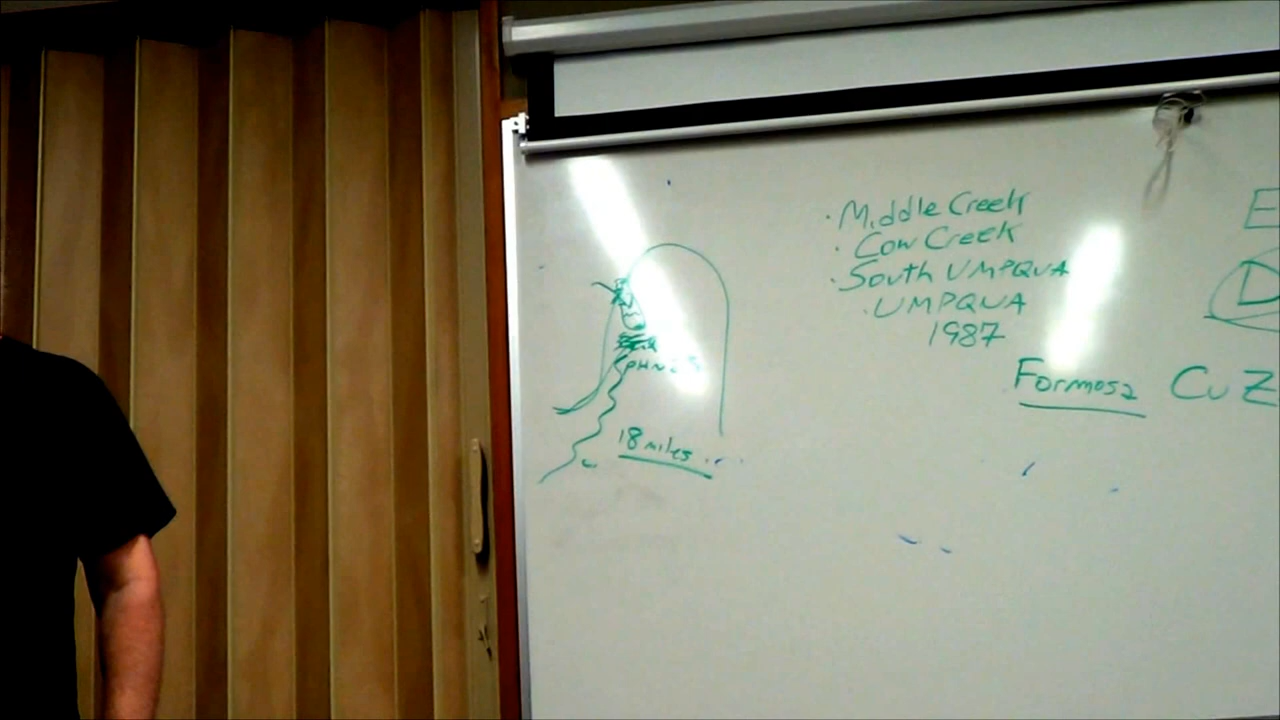 · Middle Creek
· Cow Creek
· South UMPQUA
· UMPQUA
1987
Formosa Cu Z
E
D
18 miles